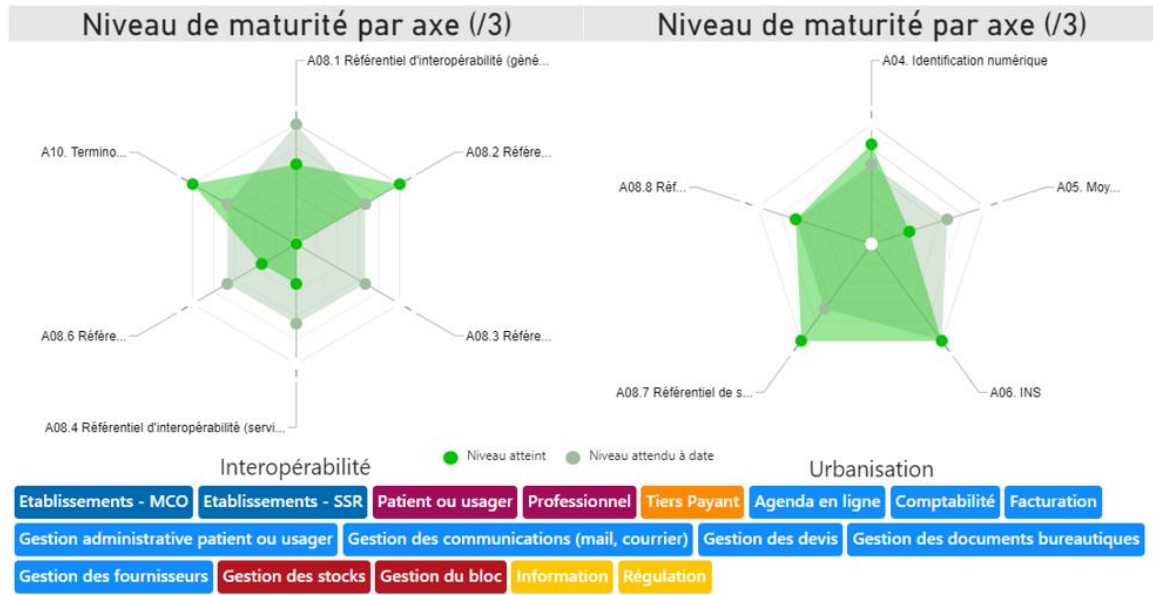 Niveau de maturité par axe (/3)
Niveau de maturité par axe (/3)
A08.1 Référentiel d'interopérabilité (géné...
A10. Termino...
A08.2 Référe...
A08.6 Référe...
A08.3 Référe...
A08.4 Référentiel d'interopérabilité (servi...
A04. Identification numérique
A08.8 Réf...
A05. Moy...
A08.7 Référentiel de s...
A06. INS
Niveau atteint
Niveau attendu à date
Interopérabilité
Urbanisation
Etablissements - MCO
Etablissements - SSR
Patient ou usager
Professionnel
Tiers Payant
Agenda en ligne
Comptabilité
Facturation
Gestion administrative patient ou usager
Gestion des communications (mail, courrier)
Gestion des devis
Gestion des documents bureautiques
Gestion des fournisseurs
Gestion des stocks
Gestion du bloc
Information
Régulation